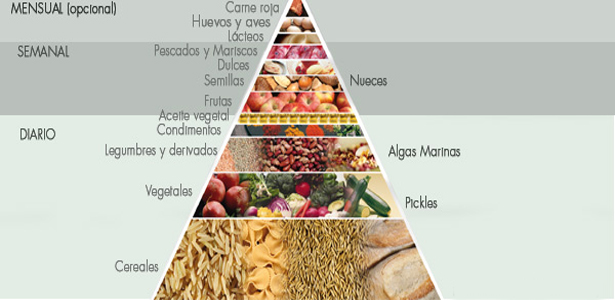 MENSUAL (opcional)
Carne roja
Huevos y aves
Lácteos
SEMANAL
Pescados y Mariscos
Dulces
Semillas
Nueces
Frutas
Aceite vegetal
DIARIO
Condimentos
Legumbres y derivados
Algas Marinas
Vegetales
Pickles
Cereales